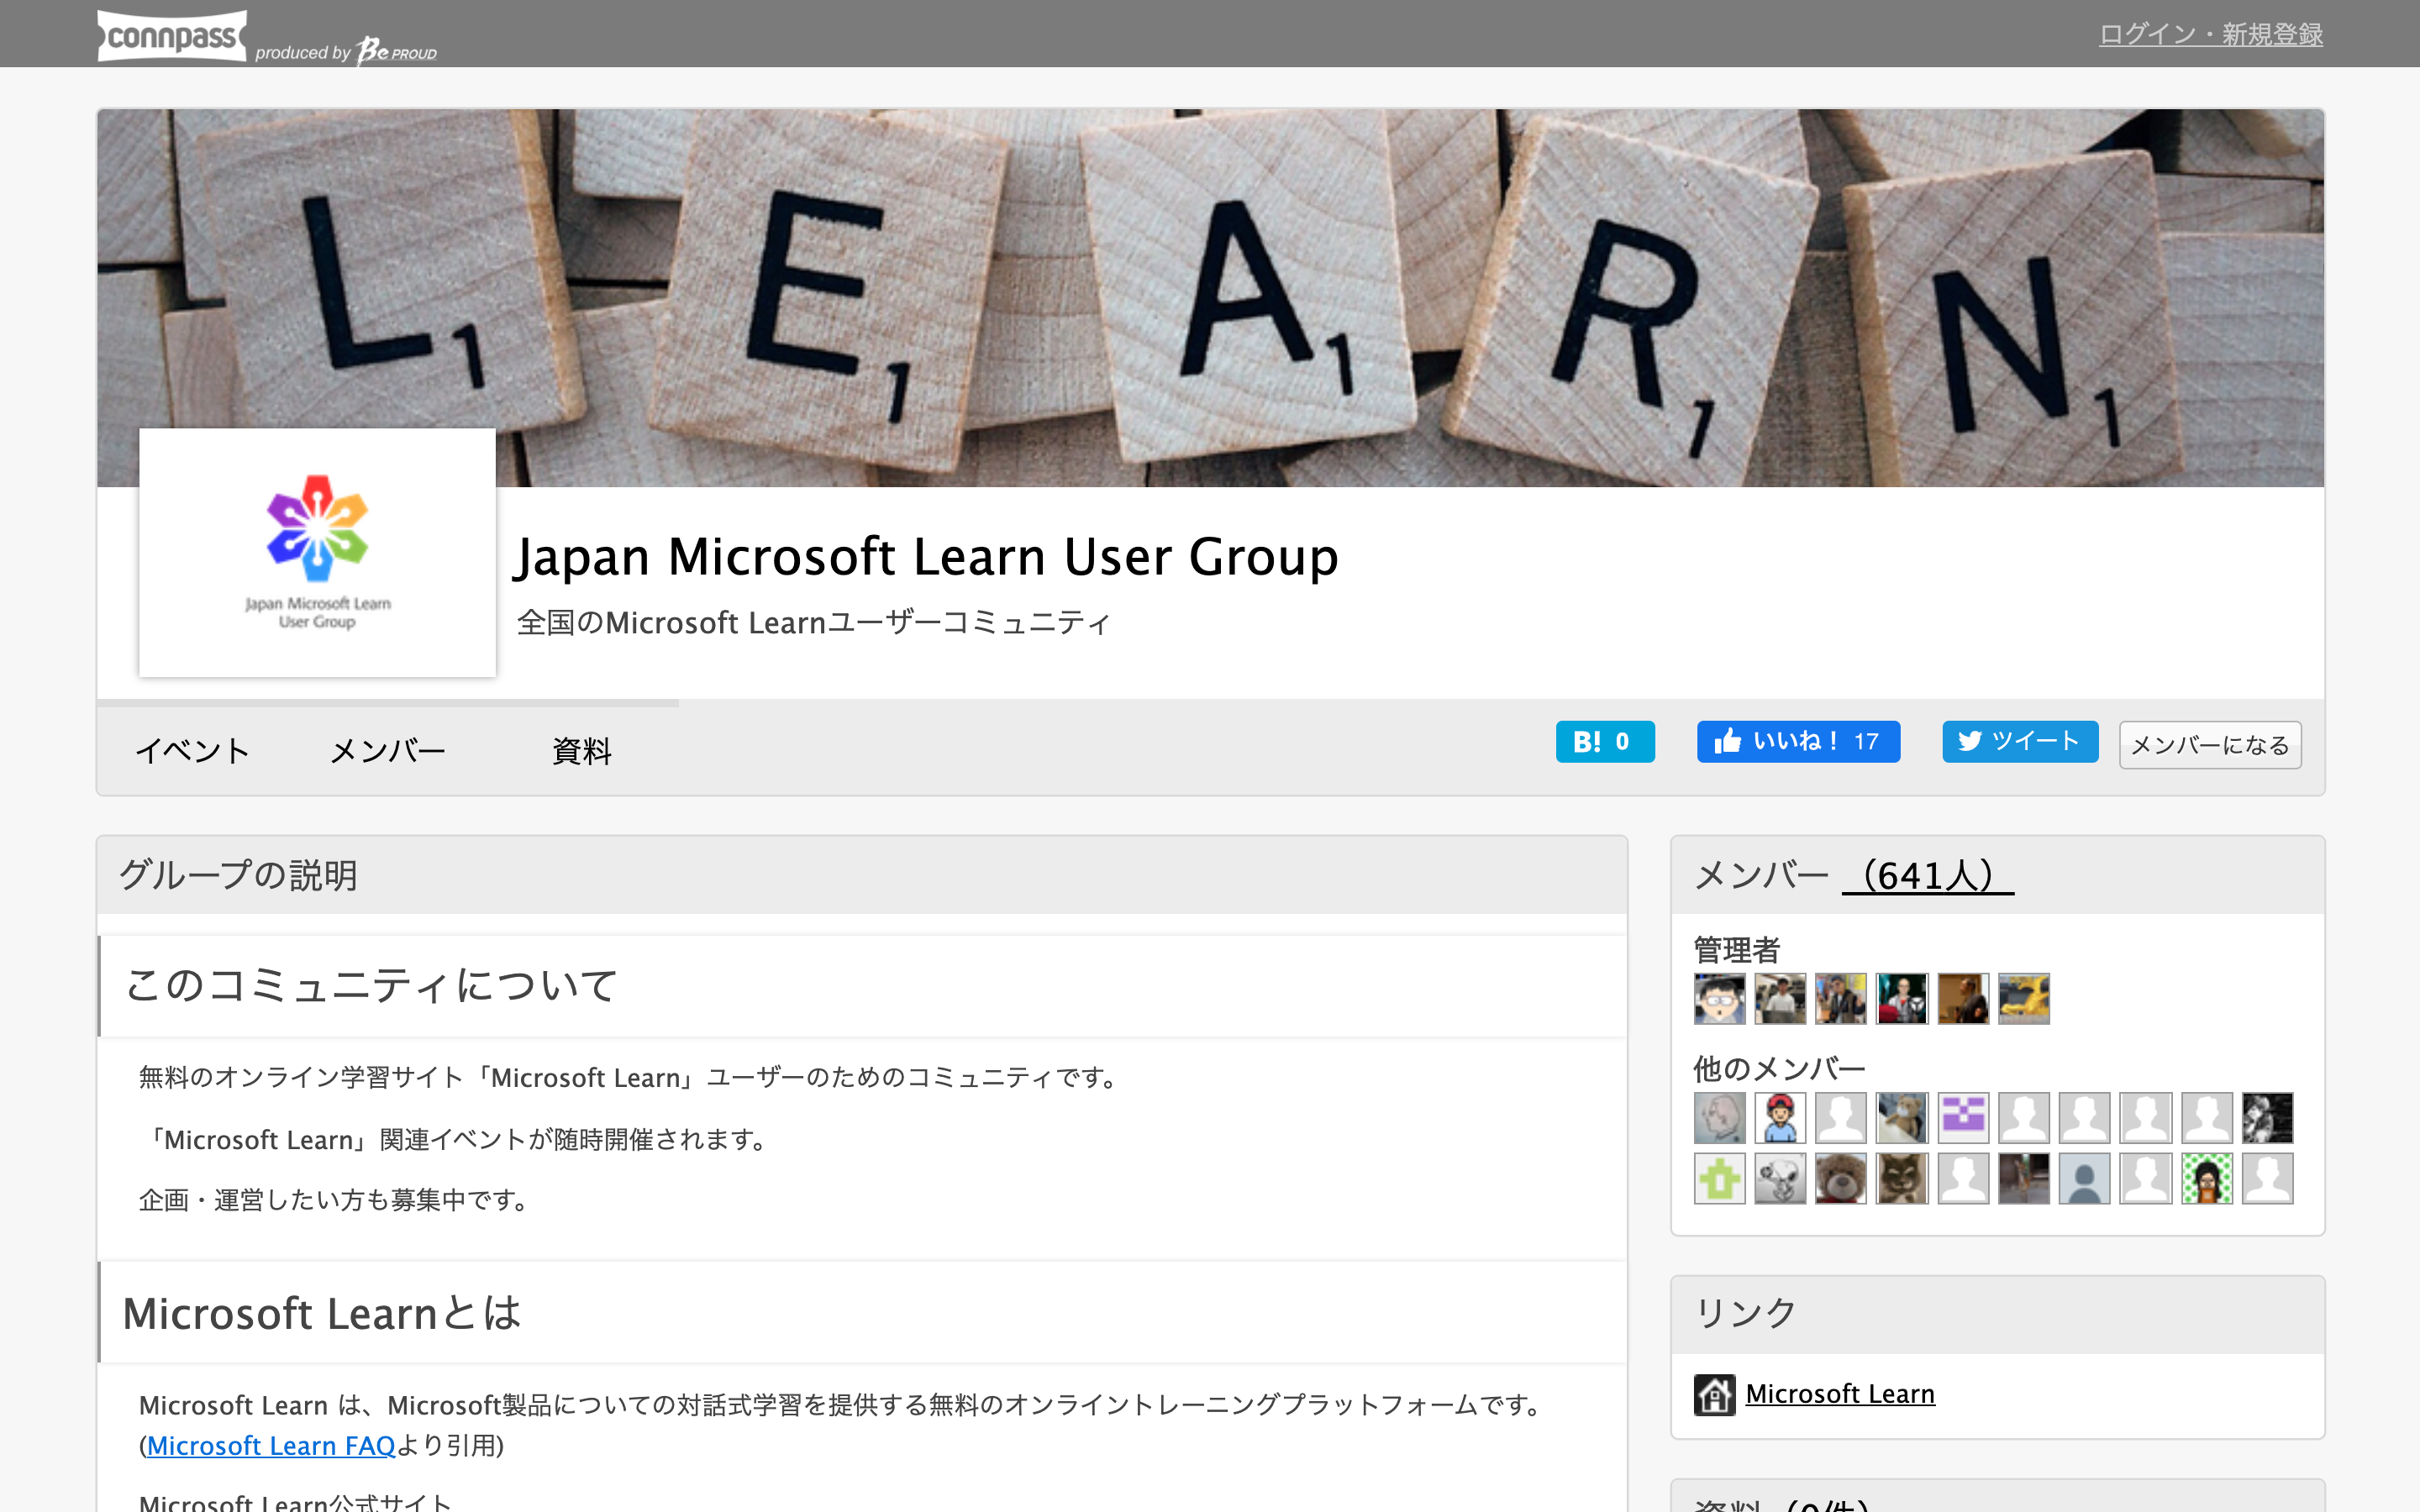 connpass produced by Be PROUD
ログイン・新規登録
L1 E1 A1 R1 N1
Japan Microsoft Learn
User Group
Japan Microsoft Learn User Group
全国のMicrosoft Learnユーザーコミュニティ
イベント
メンバー
資料
B! 0
いいね！ 17
ツイート
メンバーになる
グループの説明
このコミュニティについて
無料のオンライン学習サイト「Microsoft Learn」ユーザーのためのコミュニティです。
「Microsoft Learn」関連イベントが随時開催されます。
企画・運営したい方も募集中です。
Microsoft Learnとは
Microsoft Learn は、Microsoft製品についての対話式学習を提供する無料のオンライントレーニングプラットフォームです。
(Microsoft Learn FAQより引用)
Microsoft Learn公式サイト
メンバー （641人）
管理者
他のメンバー
リンク
Microsoft Learn
資料（0件）